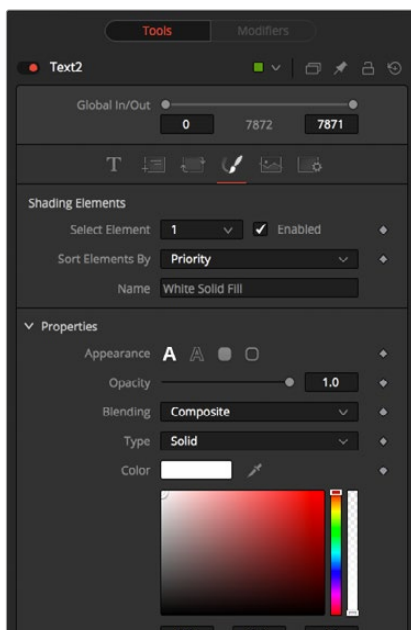 Tools Modifiers
Text2
Global In/Out
0 7872 7871
T
Shading Elements
Select Element 1 Enabled
Sort Elements By Priority
Name White Solid Fill
Properties
Appearance A A
Opacity 1.0
Blending Composite
Type Solid
Color